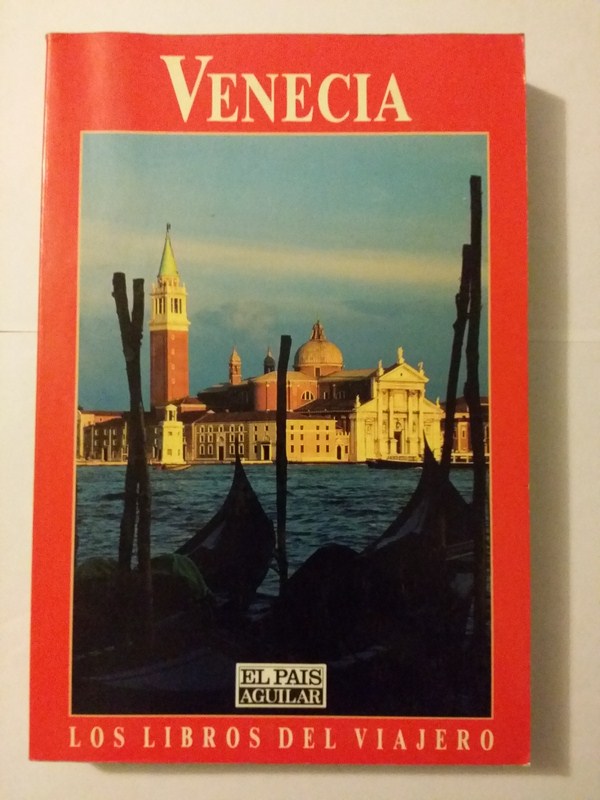 VENECIA
EL PAIS
AGUILAR
LOS LIBROS DEL VIAJERO